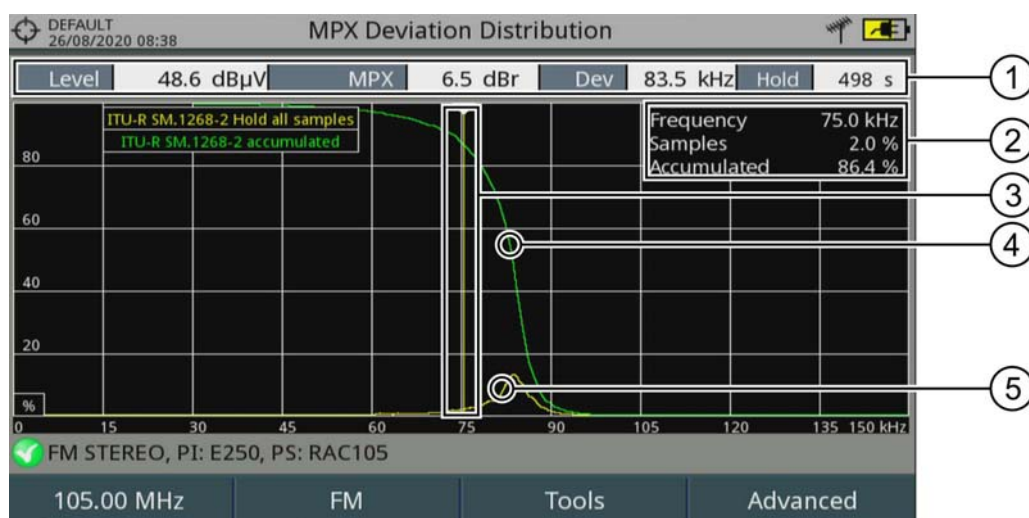 DEFAULT
26/08/2020 08:38
MPX Deviation Distribution
Level 48.6 dBµV MPX 6.5 dBr Dev 83.5 kHz Hold 498 s
1
ITU-R SM.1268-2 Hold all samples
ITU-R SM.1268-2 accumulated
Frequency 75.0 kHz
Samples 2.0 %
Accumulated 86.4 %
2
3
4
5
80
60
40
20
%
0 15 30 45 60 75 90 105 120 135 150 kHz
FM STEREO, PI: E250, PS: RAC105
105.00 MHz FM Tools Advanced